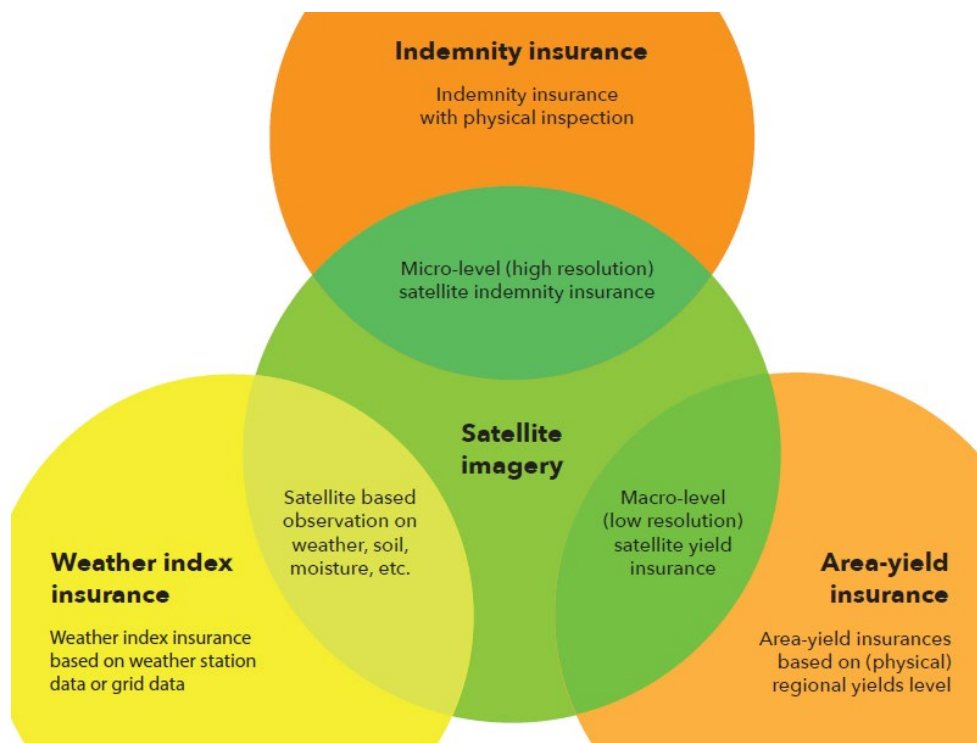 Indemnity insurance
Indemnity insurance
with physical inspection
Micro-level (high resolution)
satellite indemnity insurance
Satellite
imagery
Satellite based
observation on
weather, soil,
moisture, etc.
Macro-level
(low resolution)
satellite yield
insurance
Weather index
insurance
Weather index insurance
based on weather station
data or grid data
Area-yield
insurance
Area-yield insurances
based on (physical)
regional yields level